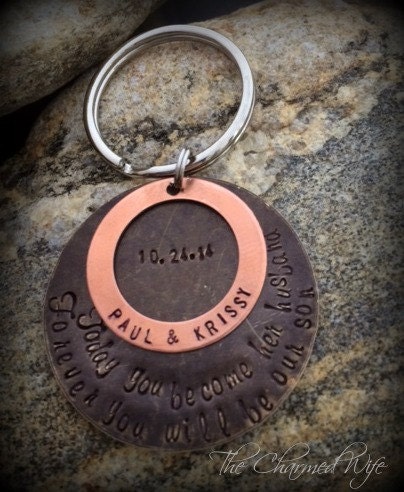 10.24.14
PAUL & KRISSY
Today you become her husband
Forever you will be our son
The Charmed Wife